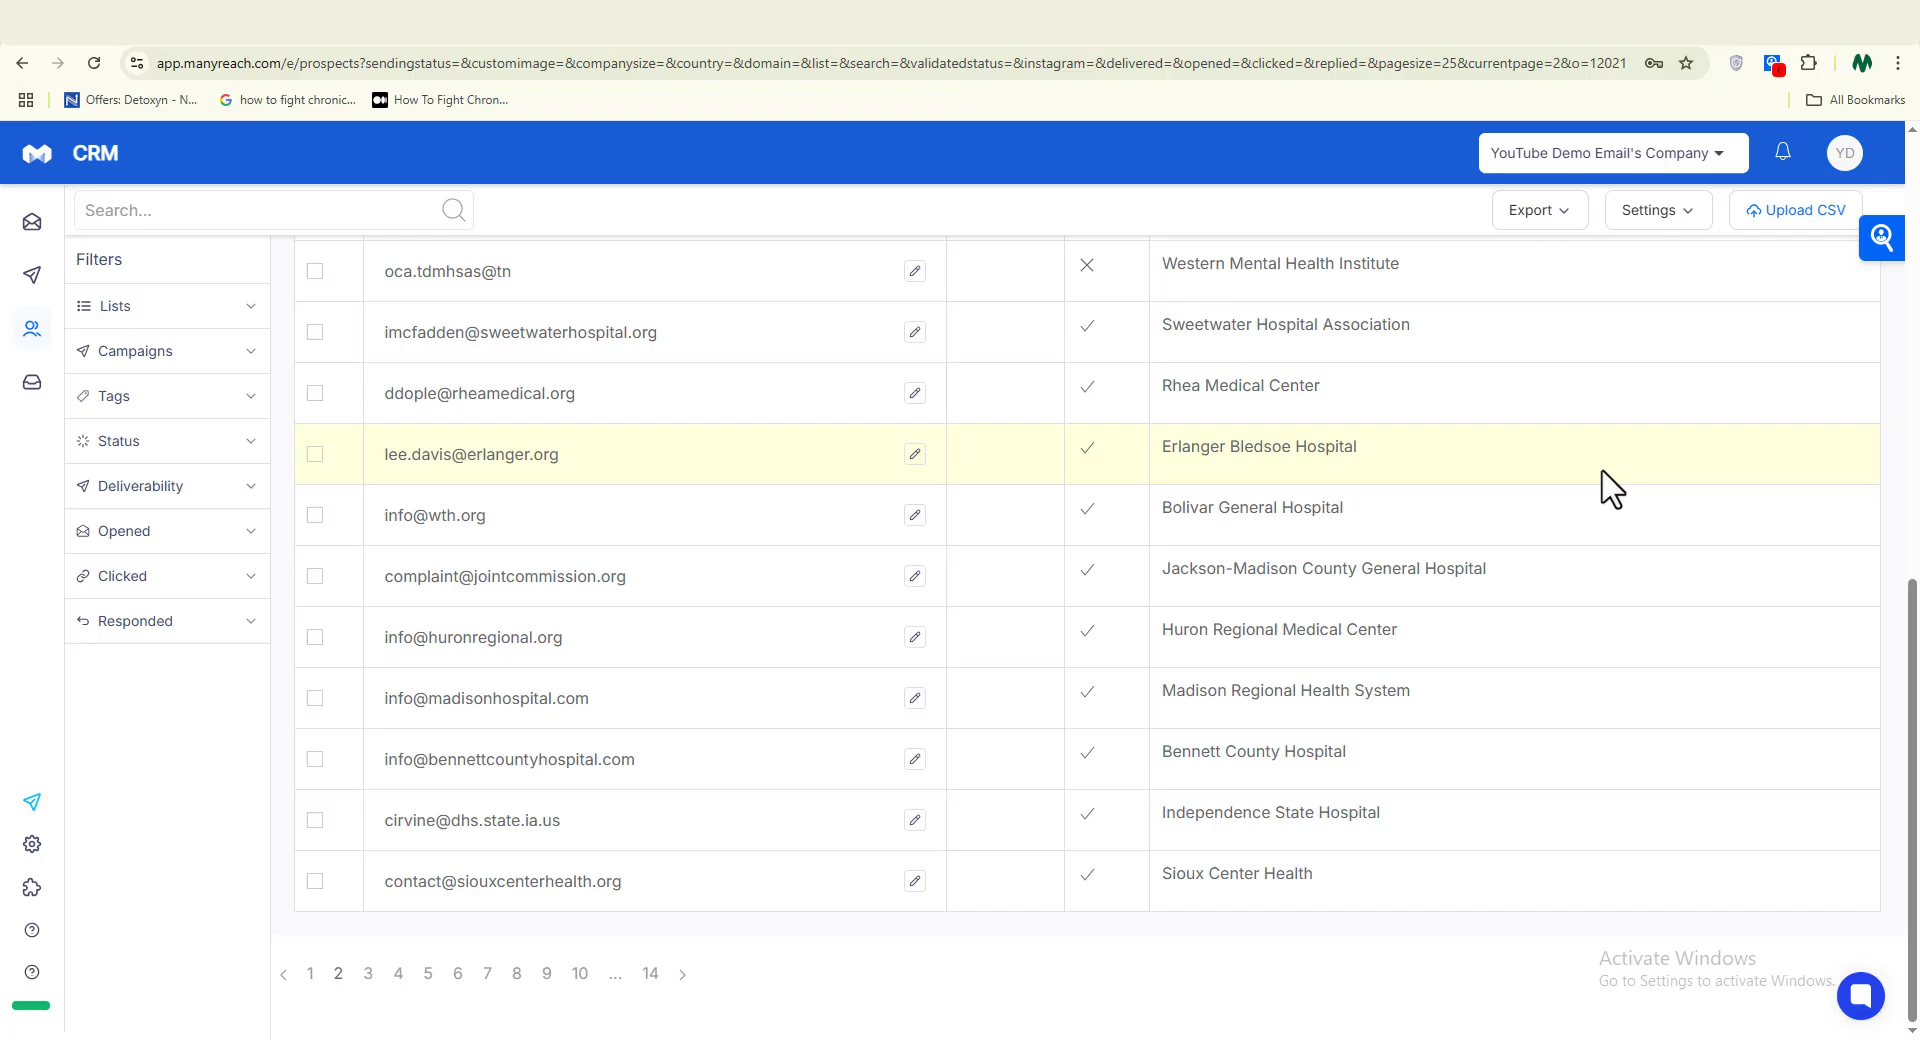 app.manyreach.com/e/prospects?sendingstatus=&customimage=&companysize=&country=&domain=&list=&search=&validatedstatus=&instagram=&delivered=&opened=&clicked=&replied=&pagesize=25&currentpage=2&o=12021
Offers: Detoxyn - N...
how to fight chronic...
How To Fight Chron...
All Bookmarks
CRM
YouTube Demo Email's Company
YD
Search...
Export
Settings
Upload CSV
Filters
Lists
Campaigns
Tags
Status
Deliverability
Opened
Clicked
Responded
oca.tdmhsas@tn Western Mental Health Institute
imcfadden@sweetwaterhospital.org Sweetwater Hospital Association
ddople@rheamedical.org Rhea Medical Center
lee.davis@erlanger.org Erlanger Bledsoe Hospital
info@wth.org Bolivar General Hospital
complaint@jointcommission.org Jackson-Madison County General Hospital
info@huronregional.org Huron Regional Medical Center
info@madisonhospital.com Madison Regional Health System
info@bennettcountyhospital.com Bennett County Hospital
cirvine@dhs.state.ia.us Independence State Hospital
contact@siouxcenterhealth.org Sioux Center Health
1 2 3 4 5 6 7 8 9 10 ... 14
Activate Windows
Go to Settings to activate Windows.